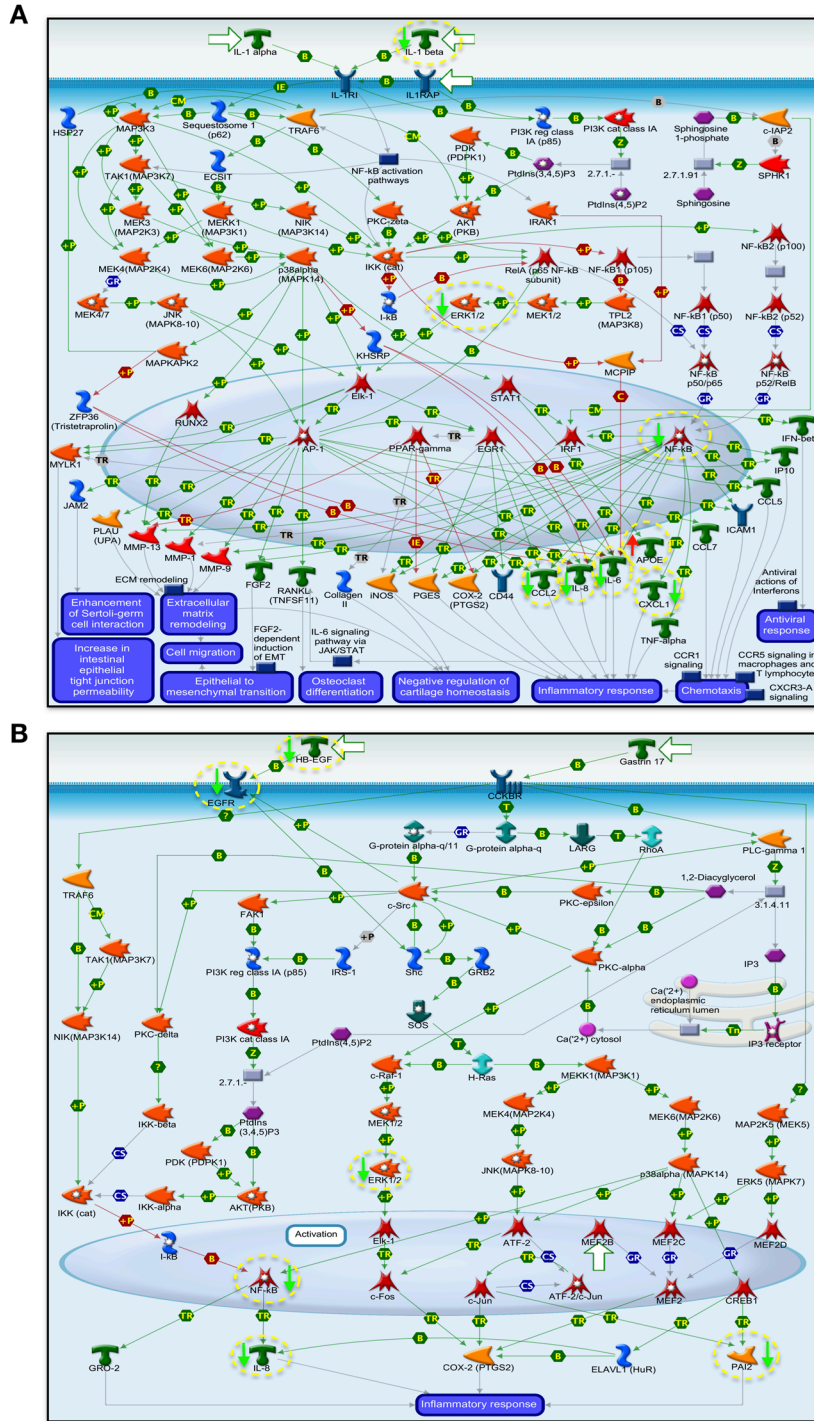 A
IL-1 alpha
B
B
IL-1 beta
IL-1RI
IL1RAP
B
IE
CM
B
HSP27
MAP3K3
Sequestosome 1
(p62)
TRAF6
PI3K reg class
IA (p85)
PI3K cat class IA
Sphingosine
1-phosphate
c-IAP2
TAK1(MAP3K7)
ECSIT
NF-kB activation
pathways
PDK
(PDPK1)
PtdIns(3,4,5)P3
2.7.1.-
2.7.1.91
SPHK1
PtdIns(4,5)P2
Sphingosine
MEK3
(MAP2K3)
MEKK1
(MAP3K1)
NIK
(MAP3K14)
PKC-zeta
AKT
(PKB)
IRAK1
NF-kB2 (p100)
MEK4(MAP2K4)
MEK6(MAP2K6)
p38alpha
(MAPK14)
IKK (cat)
RelA (p65 NF-kB
subunit)
NF-kB1 (p105)
MEK4/7
JNK
(MAPK8-10)
I-kB
ERK1/2
MEK1/2
TPL2
(MAP3K8)
NF-kB1 (p50)
NF-kB2 (p52)
MAPKAPK2
KHSRP
MCPIP
NF-kB
p50/p65
NF-kB
p52/RelB
ZFP36
(Tristetraprolin)
RUNX2
Elk-1
STAT1
MYLK1
AP-1
PPAR-gamma
EGR1
IRF1
NF-kB
IFN-beta
IP10
CCL5
JAM2
ICAM1
PLAU
(UPA)
MMP-13
MMP-1
MMP-9
FGF2
RANKL
(TNFSF11)
Collagen
II
iNOS
PGES
COX-2
(PTGS2)
CD44
CCL2
IL-8
IL-6
APOE
CXCL1
CCL7
TNF-alpha
ECM remodeling
Antiviral
actions of
Interferons
Enhancement
of Sertoli-germ
cell interaction
Extracellular
matrix
remodeling
FGF2-
dependent
induction
of EMT
IL-6 signaling
pathway via
JAK/STAT
Antiviral
response
Increase in
intestinal
epithelial
tight junction
permeability
Cell migration
CCR1
signaling
CCR5 signaling in
macrophages and
T lymphocyte
Epithelial to
mesenchymal transition
Osteoclast
differentiation
Negative regulation of
cartilage homeostasis
Inflammatory response
Chemotaxis
CXCR3-A
signaling
B
HB-EGF
Gastrin 17
B
B
EGFR
CCKBR
?
T
B
G-protein alpha-q/11
GR
G-protein alpha-q
B
LARG
T
RhoA
PLC-gamma 1
TRAF6
CM
c-Src
PKC-epsilon
1,2-Diacyglycerol
3.1.4.11
Z
FAK1
TAK1(MAP3K7)
PI3K reg class IA (p85)
IRS-1
Shc
GRB2
PKC-alpha
IP3
Ca('2+)
endoplasmic
reticulum lumen
NIK(MAP3K14)
PKC-delta
PI3K cat class IA
SOS
PtdIns(4,5)P2
Ca('2+) cytosol
Tn
IP3 receptor
2.7.1.-
c-Raf-1
H-Ras
MEKK1(MAP3K1)
IKK-beta
PtdIns
(3,4,5)P3
MEK1/2
MEK4(MAP2K4)
MEK6(MAP2K6)
MAP2K5 (MEK5)
PDK (PDPK1)
ERK1/2
JNK(MAPK8-10)
p38alpha (MAPK14)
ERK5 (MAPK7)
IKK (cat)
CS
IKK-alpha
AKT(PKB)
Activation
I-kB
Elk-1
ATF-2
MEF2B
MEF2C
MEF2D
NF-kB
c-Fos
c-Jun
CS
ATF-2/c-Jun
MEF2
CREB1
GRO-2
IL-8
COX-2 (PTGS2)
ELAVL1 (HuR)
PAI2
Inflammatory response